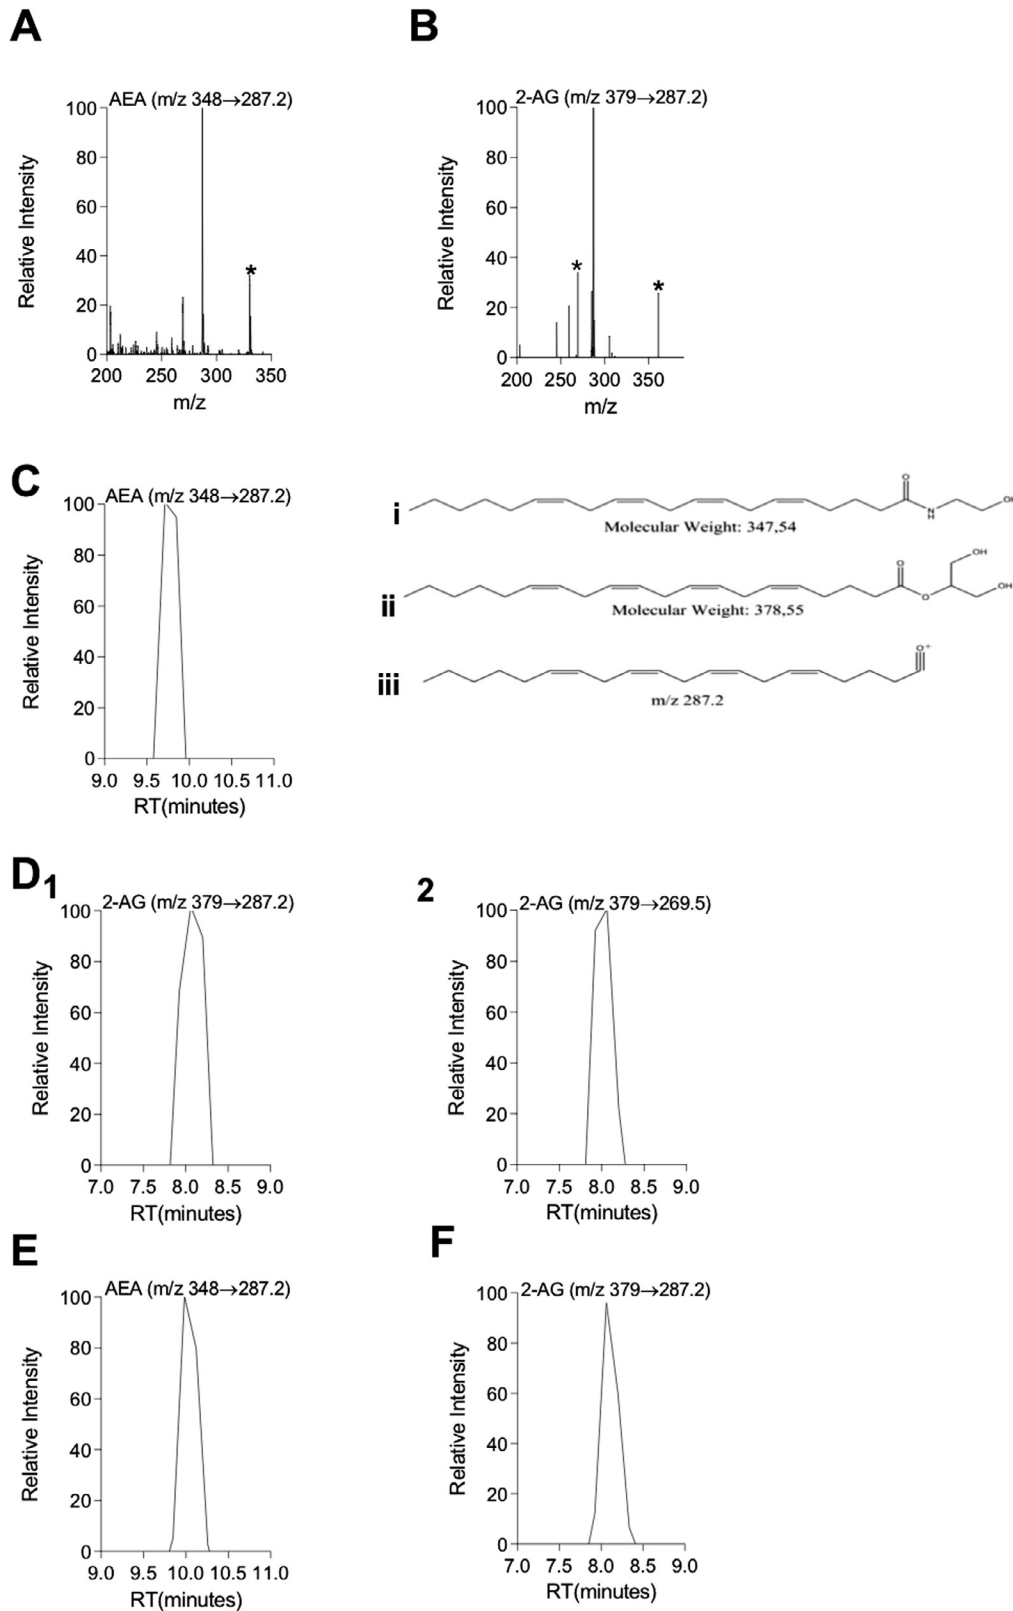 A
B
AEA (m/z 348→287.2)
Relative Intensity
100
80
60
40
20
0
*
200 250 300 350
m/z
2-AG (m/z 379→287.2)
Relative Intensity
100
80
60
40
20
0
*
*
200 250 300 350
m/z
C
AEA (m/z 348→287.2)
Relative Intensity
100
80
60
40
20
0
9.0 9.5 10.0 10.5 11.0
RT(minutes)
i
O
N
H
OH
Molecular Weight: 347,54
ii
O
O
OH
OH
Molecular Weight: 378,55
iii
O+
m/z 287.2
D1
2-AG (m/z 379→287.2)
Relative Intensity
100
80
60
40
20
0
7.0 7.5 8.0 8.5 9.0
RT(minutes)
2
2-AG (m/z 379→269.5)
Relative Intensity
100
80
60
40
20
0
7.0 7.5 8.0 8.5 9.0
RT(minutes)
E
AEA (m/z 348→287.2)
Relative Intensity
100
80
60
40
20
0
9.0 9.5 10.0 10.5 11.0
RT(minutes)
F
2-AG (m/z 379→287.2)
Relative Intensity
100
80
60
40
20
0
7.0 7.5 8.0 8.5 9.0
RT(minutes)